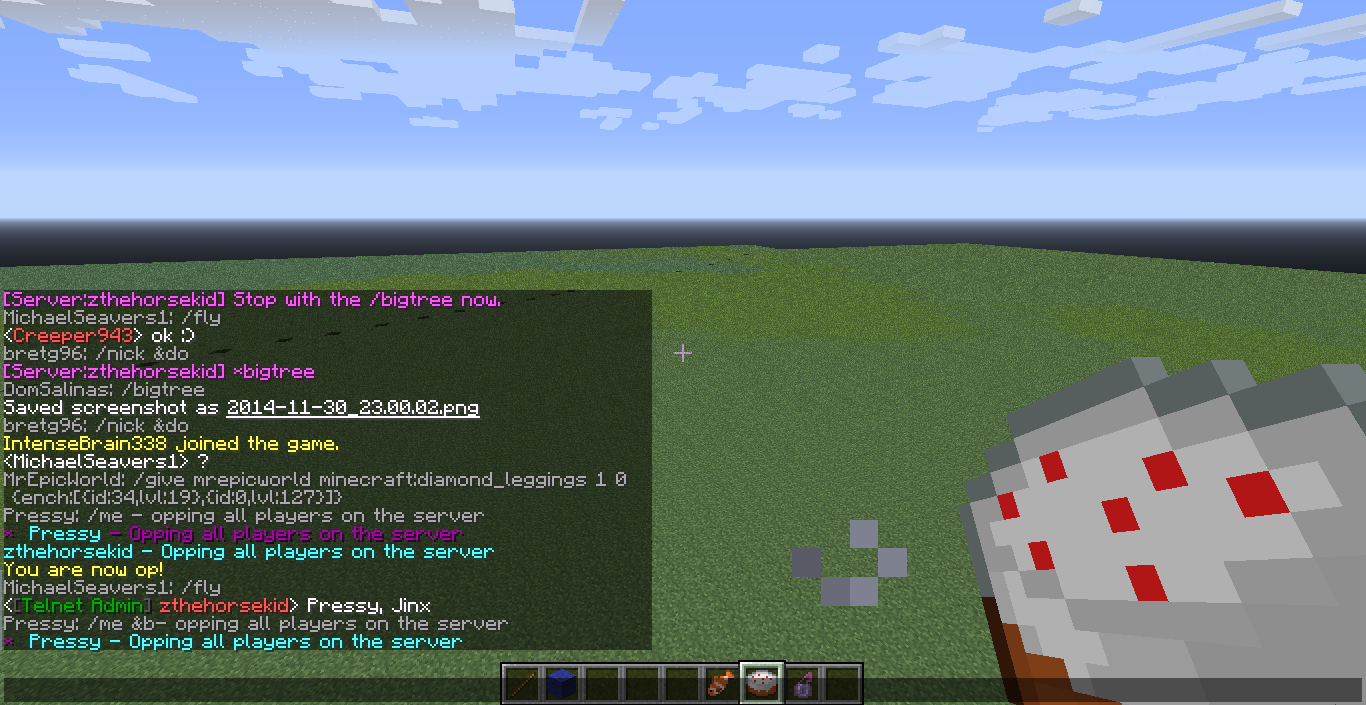 [Server:zthehorsekid] Stop with the /bigtree now.
MichaelSeavers1: /fly
<Creeper943> ok :)
bretg96: /nick &do
[Server:zthehorsekid] *bigtree
DomSalinas: /bigtree
Saved screenshot as 2014-11-30_23.00.02.png
bretg96: /nick &do
IntenseBrain338 joined the game.
<MichaelSeavers1> ?
MrEpicWorld: /give mrepicworld minecraft:diamond_leggings 1 0
{ench:[{id:34,lvl:19},{id:0,lvl:127}]}
Pressy: /me - opping all players on the server
* Pressy - Opping all players on the server
zthehorsekid - Opping all players on the server
You are now op!
MichaelSeavers1: /fly
<[Telnet Admin] zthehorsekid> Pressy, Jinx
Pressy: /me &b- opping all players on the server
* Pressy - Opping all players on the server